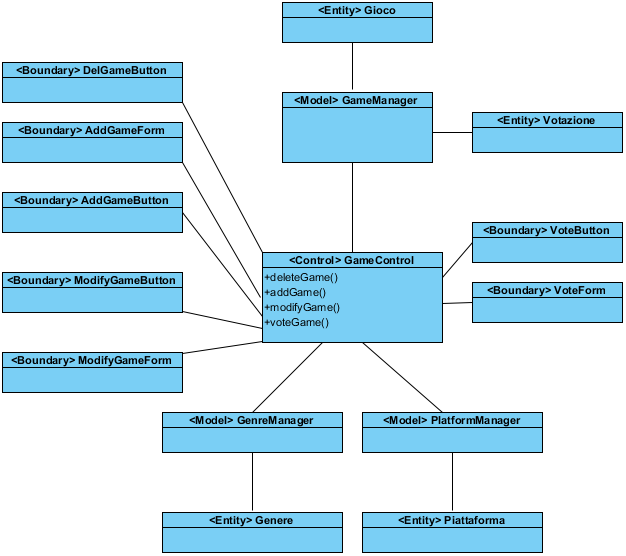 <Entity> Gioco
<Boundary> DelGameButton
<Model> GameManager
<Entity> Votazione
<Boundary> AddGameForm
<Boundary> AddGameButton
<Boundary> VoteButton
<Control> GameControl
+deleteGame()
+addGame()
+modifyGame()
+voteGame()
<Boundary> ModifyGameButton
<Boundary> VoteForm
<Boundary> ModifyGameForm
<Model> GenreManager
<Model> PlatformManager
<Entity> Genere
<Entity> Piattaforma